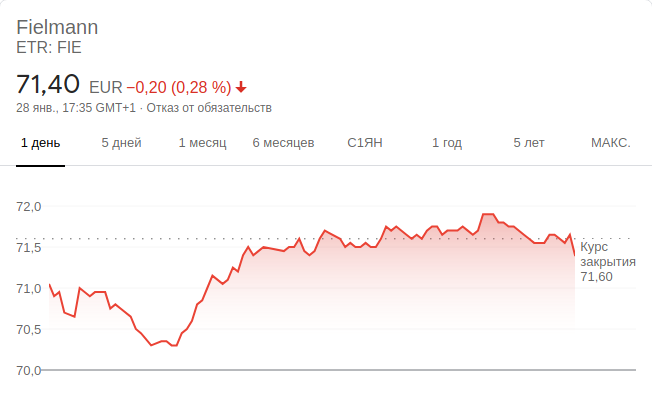 Fielmann
ETR: FIE
71,40 EUR −0,20 (0,28 %)
28 янв., 17:35 GMT+1 · Отказ от обязательств
1 день 5 дней 1 месяц 6 месяцев С1ЯН 1 год 5 лет МАКС.
72,0
71,5
71,0
70,5
70,0
Курс
закрытия
71,60